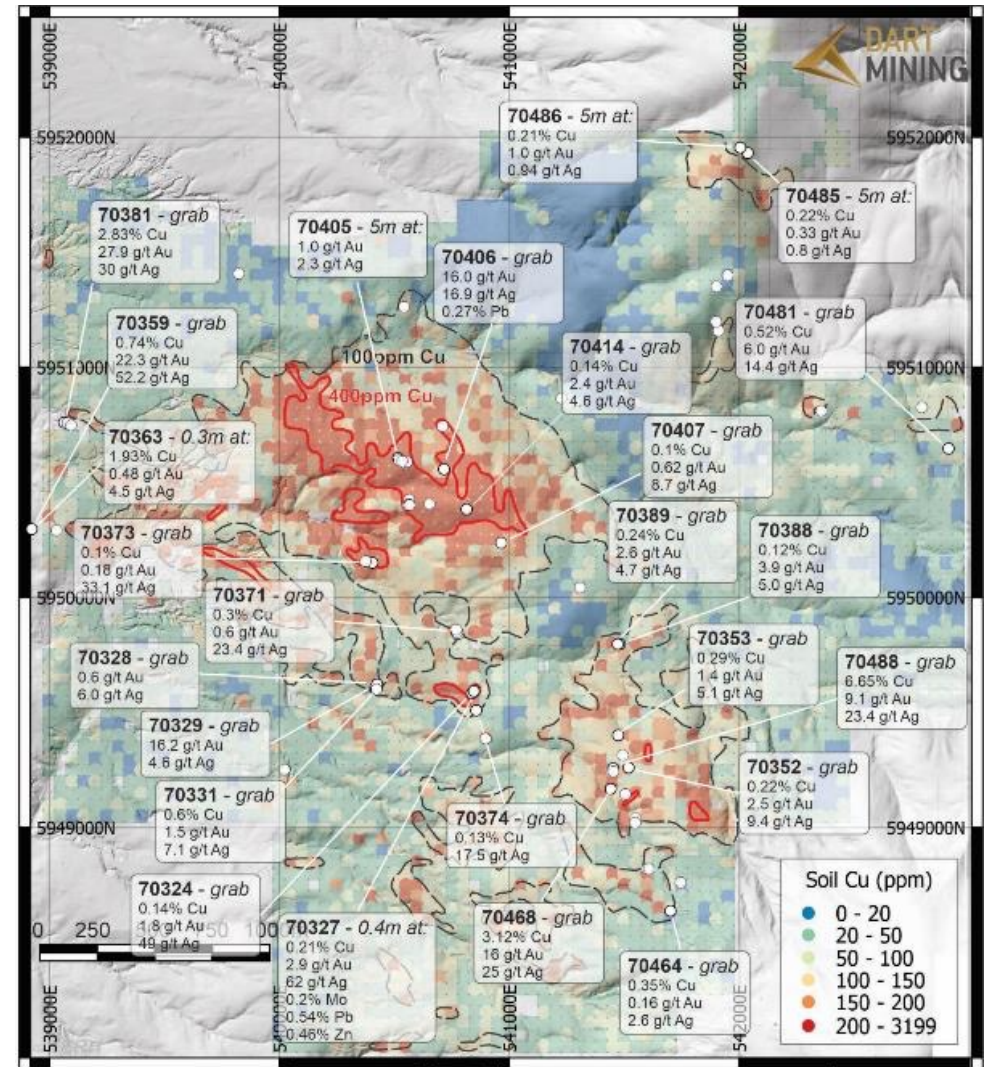 539000E
540000E
541000E
542000E
DART
MINING
5952000N
5952000N
70486 - 5m at:
0.21% Cu
1.0 g/t Au
0.94 g/t Ag
70485 - 5m at:
0.22% Cu
0.33 g/t Au
0.8 g/t Ag
70381 - grab
2.83% Cu
27.9 g/t Au
30 g/t Ag
70405 - 5m at:
1.0 g/t Au
2.3 g/t Ag
70406 - grab
16.0 g/t Au
16.9 g/t Ag
0.27% Pb
70359 - grab
0.74% Cu
22.3 g/t Au
52.2 g/t Ag
70481 - grab
0.52% Cu
6.0 g/t Au
14.4 g/t Ag
5951000N
5951000N
100ppm Cu
400ppm Cu
70414 - grab
0.14% Cu
2.4 g/t Au
4.6 g/t Ag
70363 - 0.3m at:
1.93% Cu
0.48 g/t Au
4.5 g/t Ag
70407 - grab
0.1% Cu
0.62 g/t Au
8.7 g/t Ag
70373 - grab
0.1% Cu
0.18 g/t Au
33.1 g/t Ag
70389 - grab
0.24% Cu
2.6 g/t Au
4.7 g/t Ag
70388 - grab
0.12% Cu
3.9 g/t Au
5.0 g/t Ag
5950000N
5950000N
70371 - grab
0.3% Cu
0.6 g/t Au
23.4 g/t Ag
70328 - grab
0.6 g/t Au
6.0 g/t Ag
70353 - grab
0.29% Cu
1.4 g/t Au
5.1 g/t Ag
70488 - grab
6.65% Cu
9.1 g/t Au
23.4 g/t Ag
70329 - grab
16.2 g/t Au
4.6 g/t Ag
70331 - grab
0.6% Cu
1.5 g/t Au
7.1 g/t Ag
70374 - grab
0.13% Cu
17.5 g/t Ag
70352 - grab
0.22% Cu
2.5 g/t Au
9.4 g/t Ag
5949000N
5949000N
70324 - grab
0.14% Cu
1.8 g/t Au
49 g/t Ag
70327 - 0.4m at:
0.21% Cu
2.9 g/t Au
62 g/t Ag
0.2% Mo
0.54% Pb
0.46% Zn
70468 - grab
3.12% Cu
16 g/t Au
25 g/t Ag
70464 - grab
0.35% Cu
0.16 g/t Au
2.6 g/t Ag
0 250
Soil Cu (ppm)
0 - 20
20 - 50
50 - 100
100 - 150
150 - 200
200 - 3199
539000E
541000E
542000E